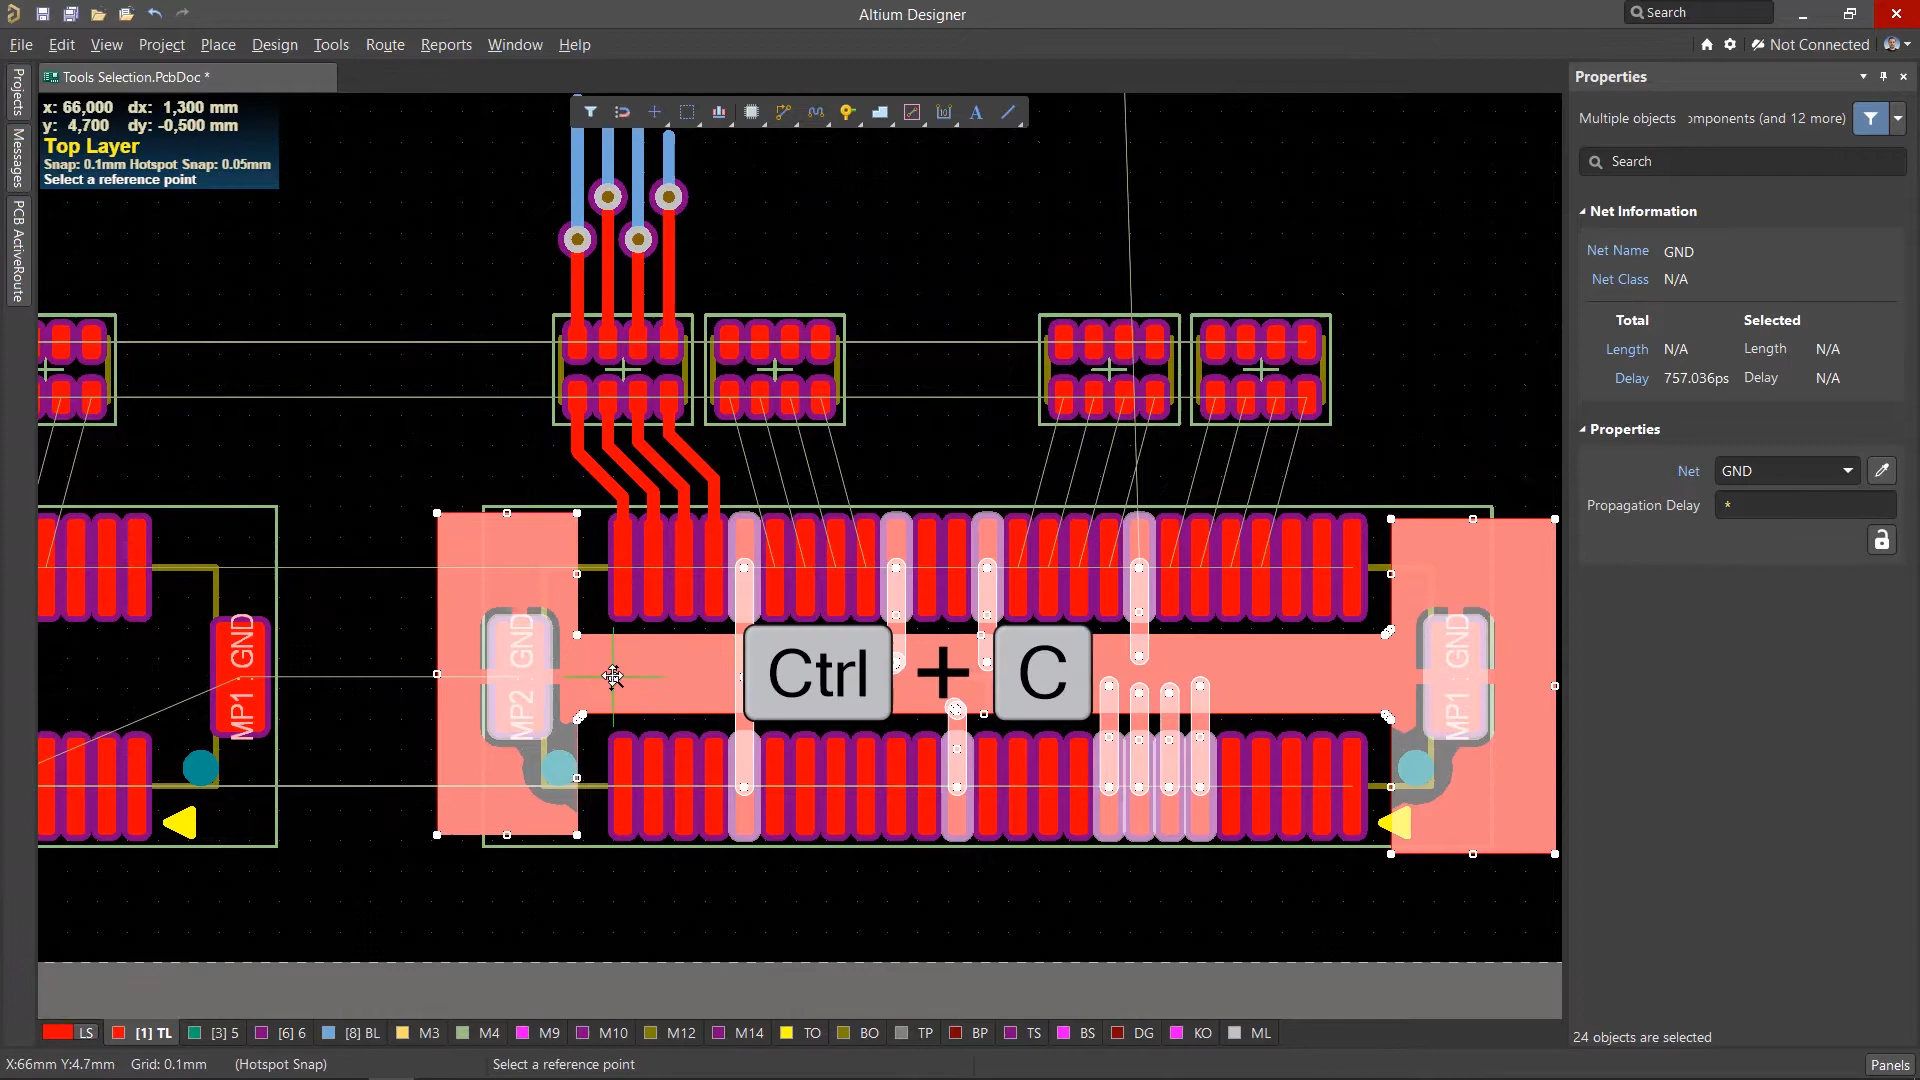 Altium Designer
Search
File Edit View Project Place Design Tools Route Reports Window Help
Not Connected
Projects
Messages
PCB ActiveRoute
Tools Selection.PcbDoc *
x: 66,000 dx: 1,300 mm
y: 4,700 dy: -0,500 mm
Top Layer
Snap: 0.1mm Hotspot Snap: 0.05mm
Select a reference point
MP1 : GND
MP2 : GND
Ctrl + C
MP1 : GND
Properties
Multiple objects omponents (and 12 more)
Search
Net Information
Net Name GND
Net Class N/A
Total Selected
Length N/A Length N/A
Delay 757.036ps Delay N/A
Properties
Net GND
Propagation Delay *
24 objects are selected
LS [1] TL [3] 5 [6] 6 [8] BL M3 M4 M9 M10 M12 M14 TO BO TP BP TS BS DG KO ML
X:66mm Y:4.7mm Grid: 0.1mm (Hotspot Snap) Select a reference point
Panels